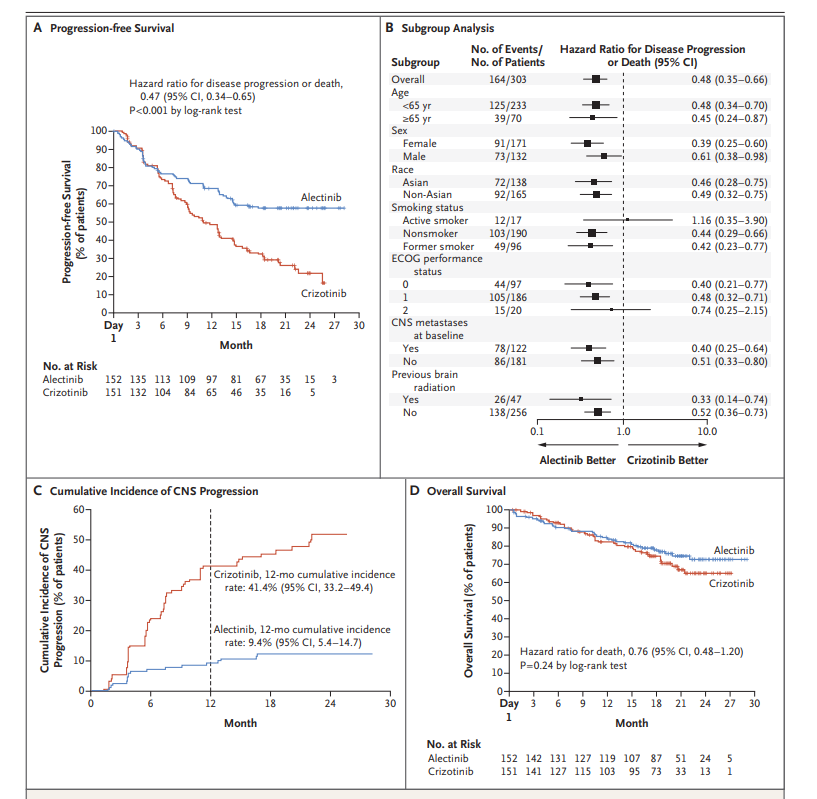 A Progression-free Survival
Hazard ratio for disease progression or death,
0.47 (95% CI, 0.34–0.65)
P<0.001 by log-rank test
Progression-free Survival
(% of patients)
100
90
80
70
60
50
40
30
20
10
0
Alectinib
Crizotinib
Day 1 3 6 9 12 15 18 21 24 27 30
Month
No. at Risk
Alectinib 152 135 113 109 97 81 67 35 15 3
Crizotinib 151 132 104 84 65 46 35 16 5
B Subgroup Analysis
Subgroup No. of Events/ No. of Patients Hazard Ratio for Disease Progression or Death (95% CI)
Overall 164/303 0.48 (0.35–0.66)
Age
<65 yr 125/233 0.48 (0.34–0.70)
≥65 yr 39/70 0.45 (0.24–0.87)
Sex
Female 91/171 0.39 (0.25–0.60)
Male 73/132 0.61 (0.38–0.98)
Race
Asian 72/138 0.46 (0.28–0.75)
Non-Asian 92/165 0.49 (0.32–0.75)
Smoking status
Active smoker 12/17 1.16 (0.35–3.90)
Nonsmoker 103/190 0.44 (0.29–0.66)
Former smoker 49/96 0.42 (0.23–0.77)
ECOG performance
status
0 44/97 0.40 (0.21–0.77)
1 105/186 0.48 (0.32–0.71)
2 15/20 0.74 (0.25–2.15)
CNS metastases
at baseline
Yes 78/122 0.40 (0.25–0.64)
No 86/181 0.51 (0.33–0.80)
Previous brain
radiation
Yes 26/47 0.33 (0.14–0.74)
No 138/256 0.52 (0.36–0.73)
0.1 1.0 10.0
Alectinib Better Crizotinib Better
C Cumulative Incidence of CNS Progression
Cumulative Incidence of CNS
Progression (% of patients)
60
50
40
30
20
10
0
Crizotinib, 12-mo cumulative incidence
rate: 41.4% (95% CI, 33.2–49.4)
Alectinib, 12-mo cumulative incidence
rate: 9.4% (95% CI, 5.4–14.7)
0 6 12 18 24 30
Month
D Overall Survival
Overall Survival (% of patients)
100
90
80
70
60
50
40
30
20
10
0
Alectinib
Crizotinib
Hazard ratio for death, 0.76 (95% CI, 0.48–1.20)
P=0.24 by log-rank test
Day 1 3 6 9 12 15 18 21 24 27 30
Month
No. at Risk
Alectinib 152 142 131 127 119 107 87 51 24 5
Crizotinib 151 141 127 115 103 95 73 33 13 1